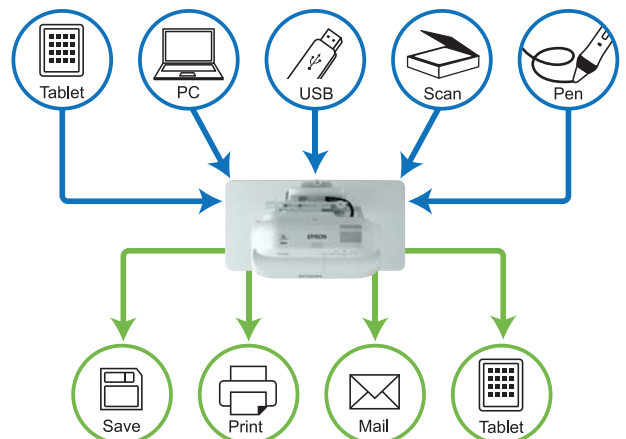 Tablet
PC
USB
Scan
Pen
EPSON
Save
Print
Mail
Tablet